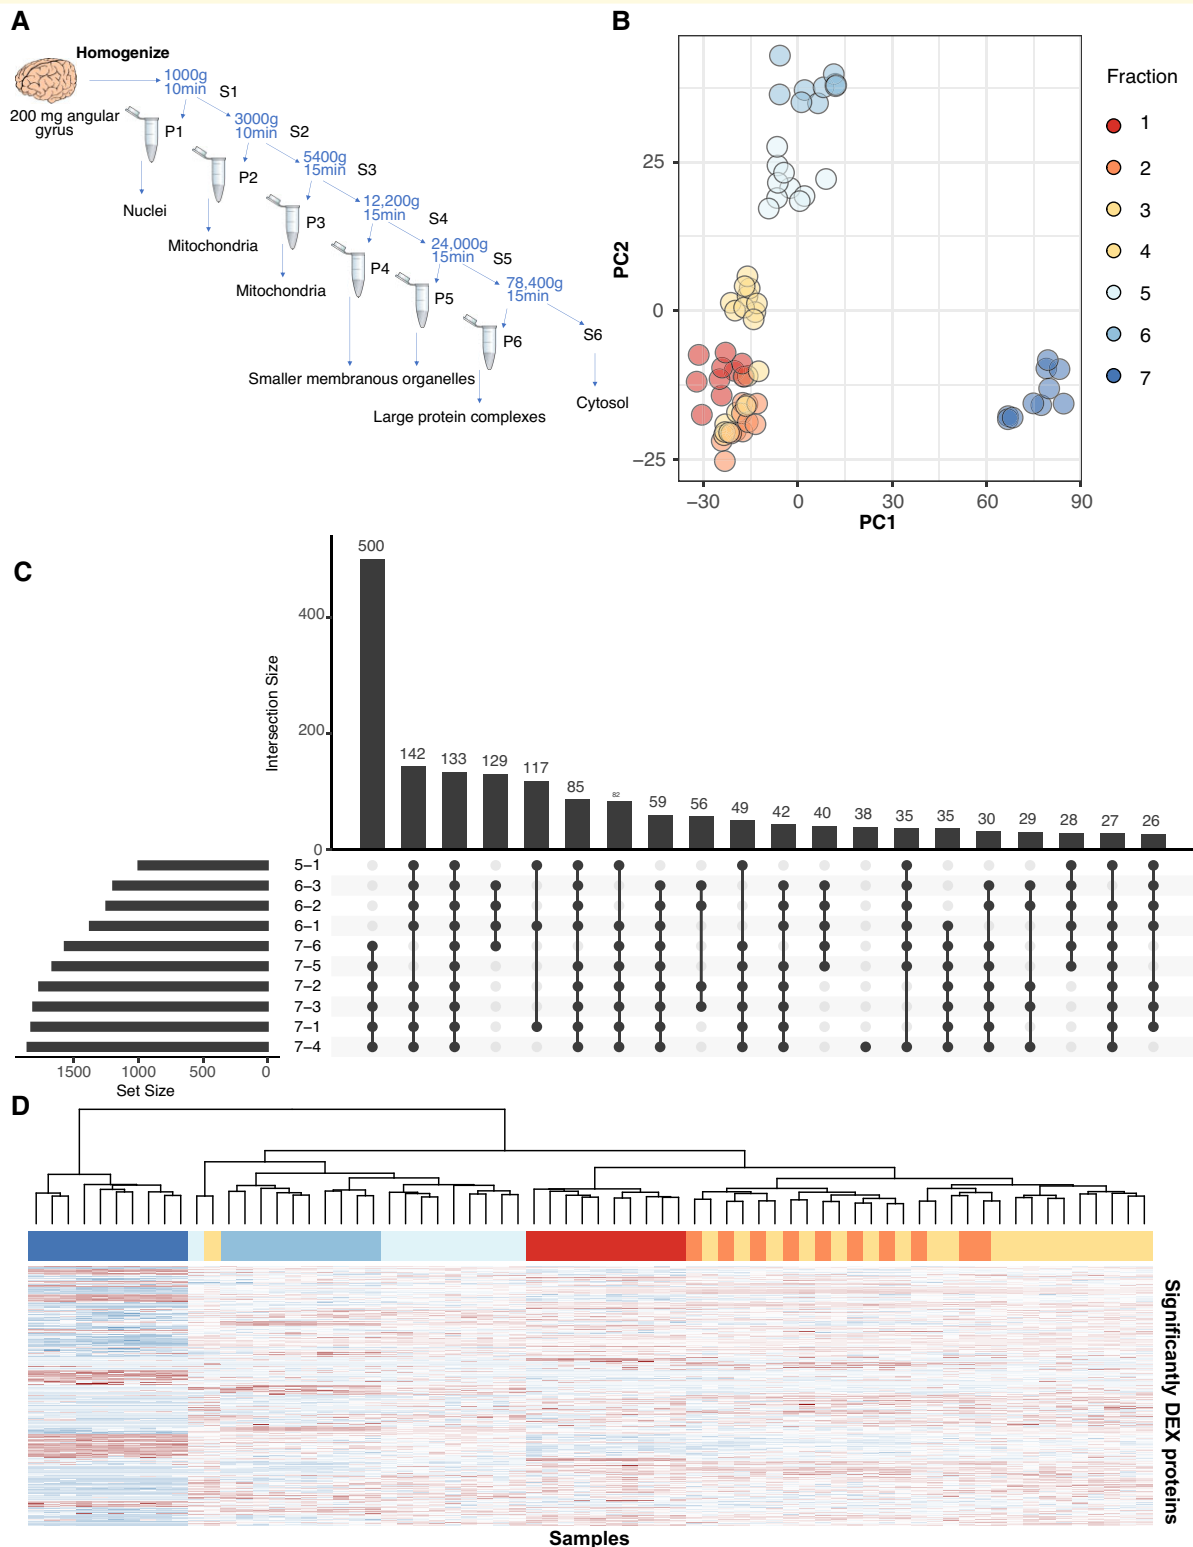 A
Homogenize
200 mg angular
gyrus
1000g
10min
S1
P1
3000g
10min
S2
P2
5400g
15min
S3
P3
12,200g
15min
S4
P4
24,000g
15min
S5
P5
78,400g
15min
S6
P6
Nuclei
Mitochondria
Mitochondria
Smaller membranous organelles
Large protein complexes
Cytosol
B
PC2
25
0
−25
−30 0 30 60 90
PC1
Fraction
1
2
3
4
5
6
7
C
Intersection Size
400
200
0
500 142 133 129 117 85 82 59 56 49 42 40 38 35 35 30 29 28 27 26
5−1
6−3
6−2
6−1
7−6
7−5
7−2
7−3
7−1
7−4
1500 1000 500 0
Set Size
D
Significantly DEX proteins
Samples